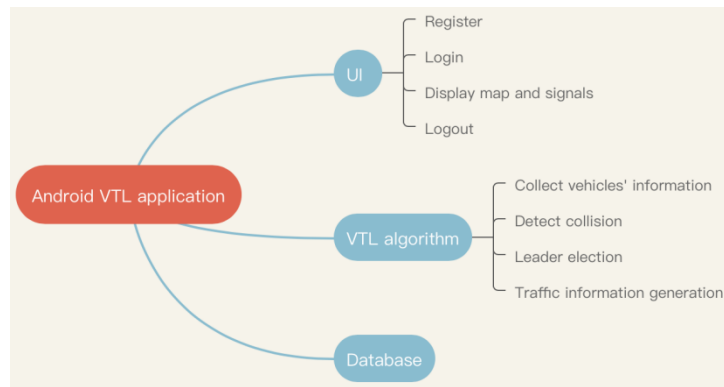 Android VTL application
UI
Register
Login
Display map and signals
Logout
VTL algorithm
Collect vehicles' information
Detect collision
Leader election
Traffic information generation
Database